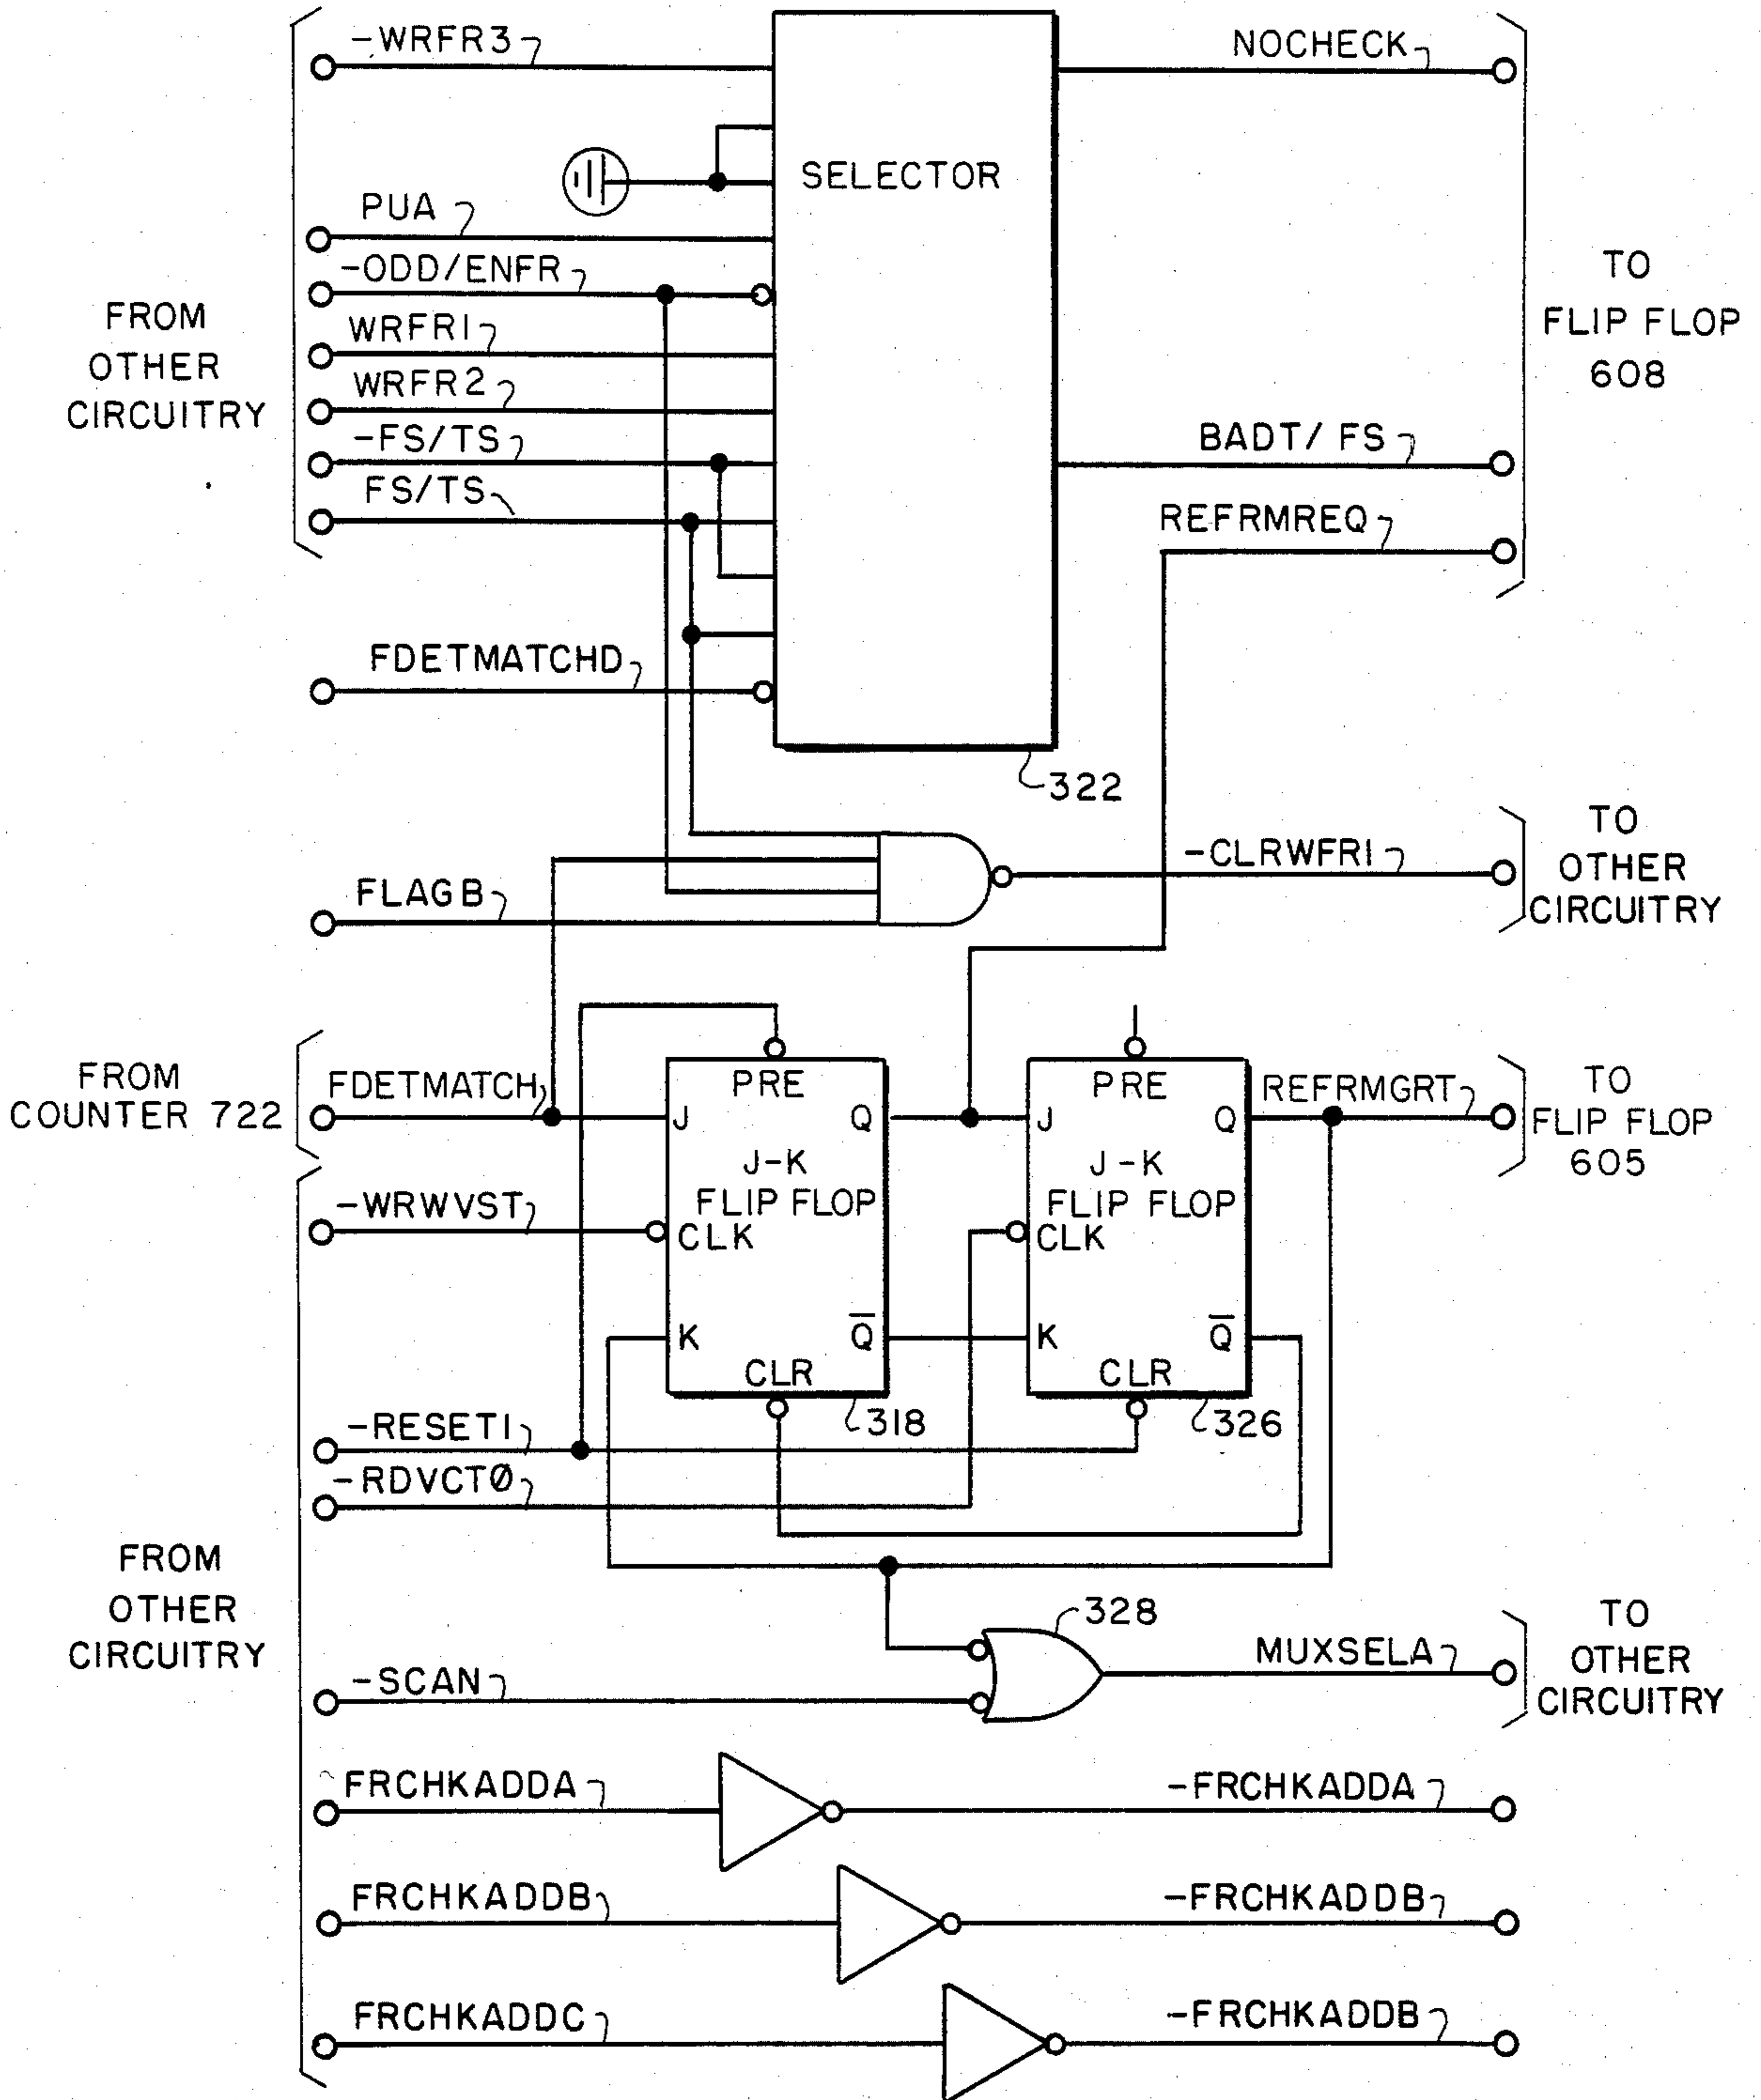 -WRFR3
NOCHECK
SELECTOR
PUA
-ODD/ENFR
WRFR1
WRFR2
-FS/TS
FS/TS
FROM
OTHER
CIRCUITRY
BADT/FS
REFRMREQ
TO
FLIP FLOP
608
FDETMATCHD
322
-CLRWFR1
TO
OTHER
CIRCUITRY
FLAGB
FROM
COUNTER 722
FDETMATCH
PRE
J
Q
J-K
FLIP FLOP
CLK
K
Q̅
CLR
318
PRE
J
Q
J-K
FLIP FLOP
CLK
K
Q̅
CLR
326
REFRMGRT
TO
FLIP FLOP
605
-WRWVST
-RESET1
-RDVCTØ
FROM
OTHER
CIRCUITRY
328
-SCAN
MUXSELA
TO
OTHER
CIRCUITRY
FRCHKADDA
-FRCHKADDA
FRCHKADDB
-FRCHKADDB
FRCHKADDC
-FRCHKADDB